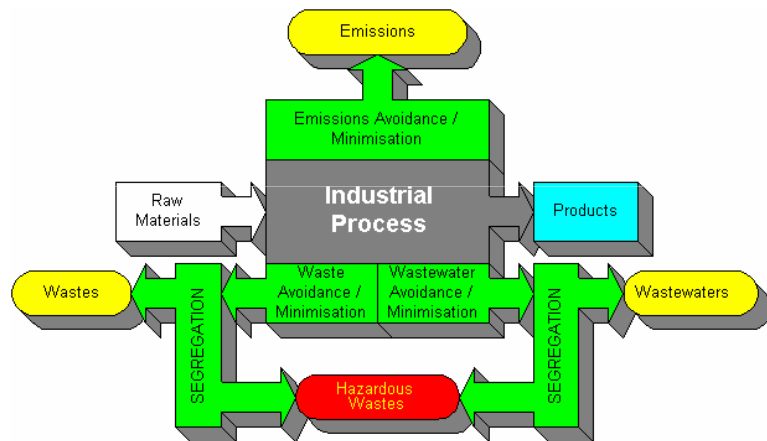 Emissions
Emissions Avoidance /
Minimisation
Raw
Materials
Industrial
Process
Products
Wastes
SEGREGATION
Waste
Avoidance /
Minimisation
Wastewater
Avoidance /
Minimisation
SEGREGATION
Wastewaters
Hazardous
Wastes